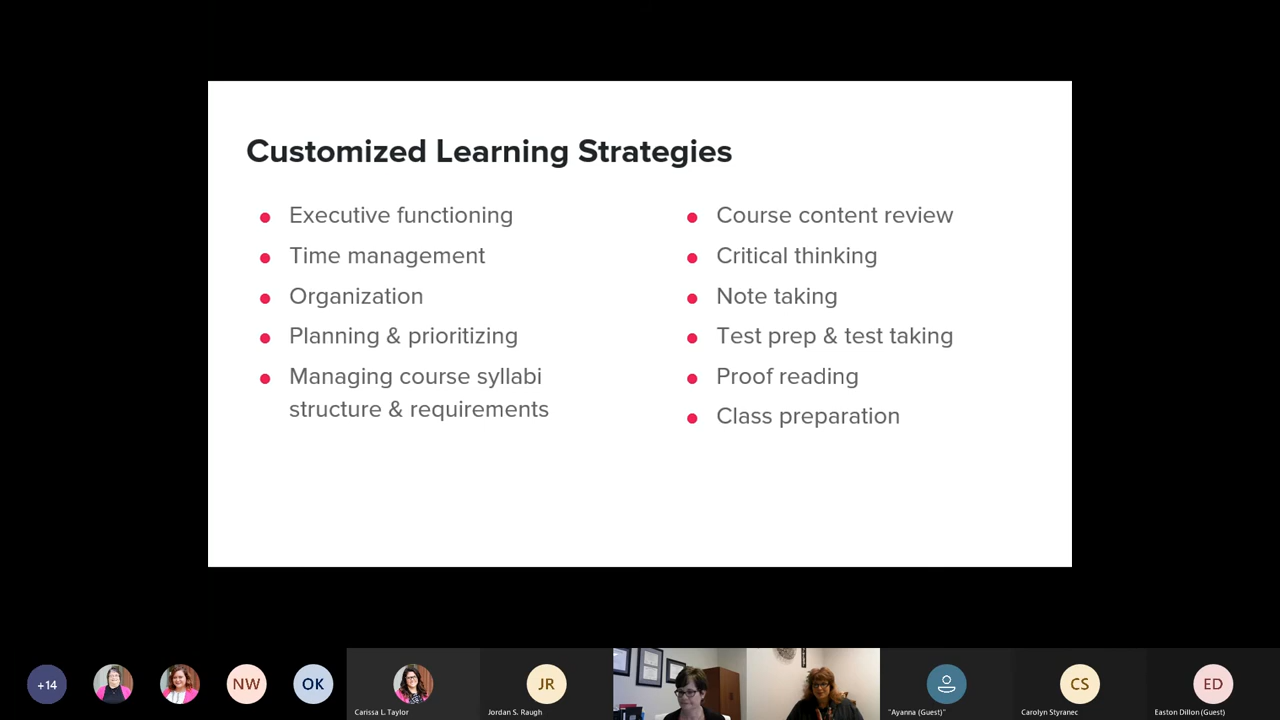 Customized Learning Strategies
Executive functioning
Time management
Organization
Planning & prioritizing
Managing course syllabi
structure & requirements
Course content review
Critical thinking
Note taking
Test prep & test taking
Proof reading
Class preparation
+14
NW
OK
Carissa L. Taylor
JR
Jordan S. Raugh
"Ayanna (Guest)"
CS
Carolyn Styranec
ED
Easton Dillon (Guest)